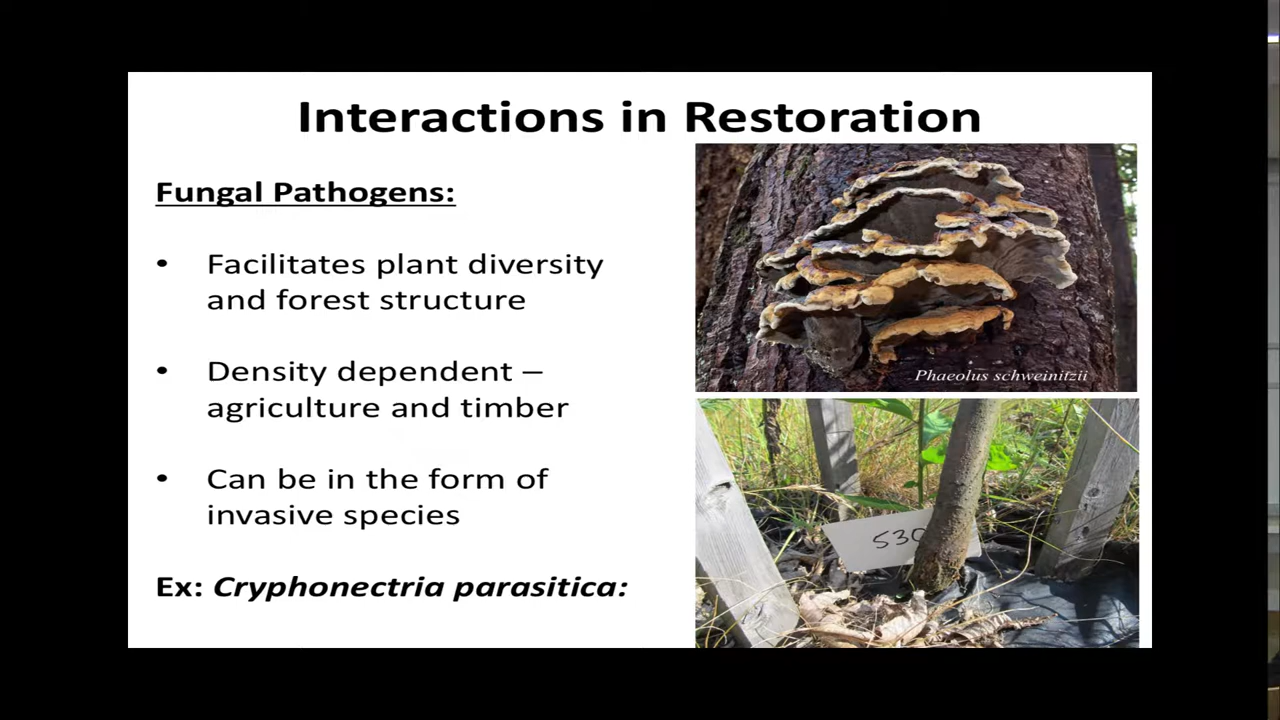 Interactions in Restoration
Fungal Pathogens:
• Facilitates plant diversity
and forest structure
• Density dependent –
agriculture and timber
• Can be in the form of
invasive species
Ex: Cryphonectria parasitica:
Phaeolus schweinitzii
530